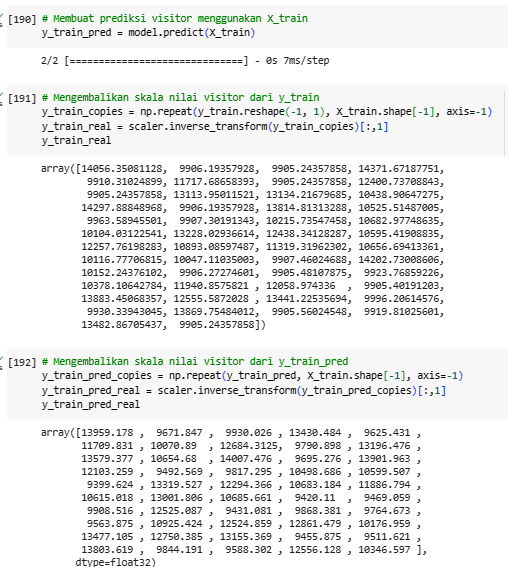 [190] # Membuat prediksi visitor menggunakan X_train
y_train_pred = model.predict(X_train)
2/2 [==============================] - 0s 7ms/step
[191] # Mengembalikan skala nilai visitor dari y_train
y_train_copies = np.repeat(y_train.reshape(-1, 1), X_train.shape[-1], axis=-1)
y_train_real = scaler.inverse_transform(y_train_copies)[:,1]
y_train_real
array([14056.35081128, 9906.19357928, 9905.24357858, 14371.67187751,
9910.31024899, 11717.68658393, 9905.24357858, 12400.73708843,
9905.24357858, 13113.95011521, 13134.21679685, 10438.90647275,
14297.88848968, 9906.19357928, 13814.81313288, 10525.51487005,
9963.58945501, 9907.30191343, 10215.73547458, 10682.97748635,
10104.03122541, 13228.02936614, 12438.34128287, 10595.41908835,
12257.76198283, 10893.08597487, 11319.31962302, 10656.69413361,
10116.77706815, 10047.11035003, 9907.46024688, 14202.73008606,
10152.24376102, 9906.27274601, 9905.48107875, 9923.76859226,
10378.10642784, 11940.8575821 , 12058.974336 , 9905.40191203,
13883.45068357, 12555.5872028 , 13441.22535694, 9996.20614576,
9930.33943045, 13869.75484012, 9905.56024548, 9919.81025601,
13482.86705437, 9905.24357858])
[192] # Mengembalikan skala nilai visitor dari y_train_pred
y_train_pred_copies = np.repeat(y_train_pred, X_train.shape[-1], axis=-1)
y_train_pred_real = scaler.inverse_transform(y_train_pred_copies)[:,1]
y_train_pred_real
array([13959.178 , 9671.847 , 9930.026 , 13430.484 , 9625.431 ,
11709.831 , 10070.89 , 12684.3125, 9790.898 , 13196.476 ,
13579.377 , 10654.68 , 14007.476 , 9695.276 , 13901.963 ,
12103.259 , 9492.569 , 9817.295 , 10498.686 , 10599.507 ,
9399.624 , 13319.527 , 12294.366 , 10683.184 , 11886.794 ,
10615.018 , 13001.806 , 10685.661 , 9420.11 , 9469.059 ,
9908.516 , 12525.087 , 9431.081 , 9868.381 , 9764.673 ,
9563.875 , 10925.424 , 12524.859 , 12861.479 , 10176.959 ,
13477.105 , 12750.385 , 13155.369 , 9455.875 , 9511.621 ,
13803.619 , 9844.191 , 9588.302 , 12556.128 , 10346.597 ],
dtype=float32)